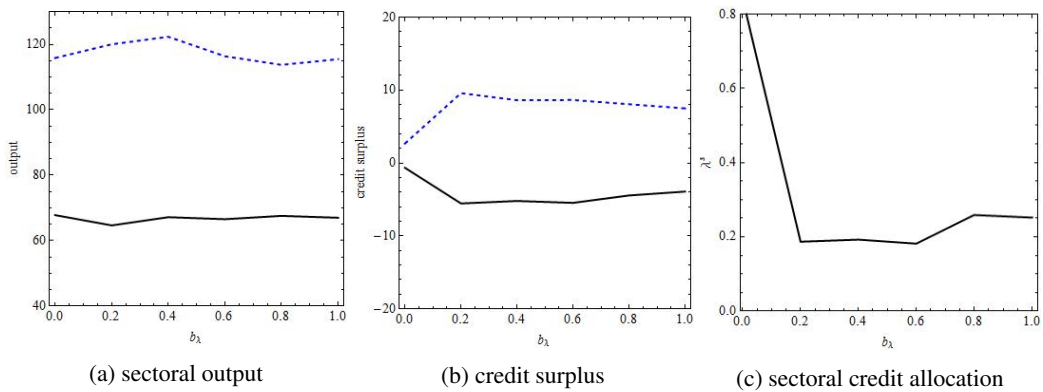 output
120
100
80
60
40
0.0 0.2 0.4 0.6 0.8 1.0
bλ
(a) sectoral output
credit surplus
20
10
0
−10
−20
0.0 0.2 0.4 0.6 0.8 1.0
bλ
(b) credit surplus
0.8
0.6
0.4
0.2
0.0
0.0 0.2 0.4 0.6 0.8 1.0
bλ
(c) sectoral credit allocation